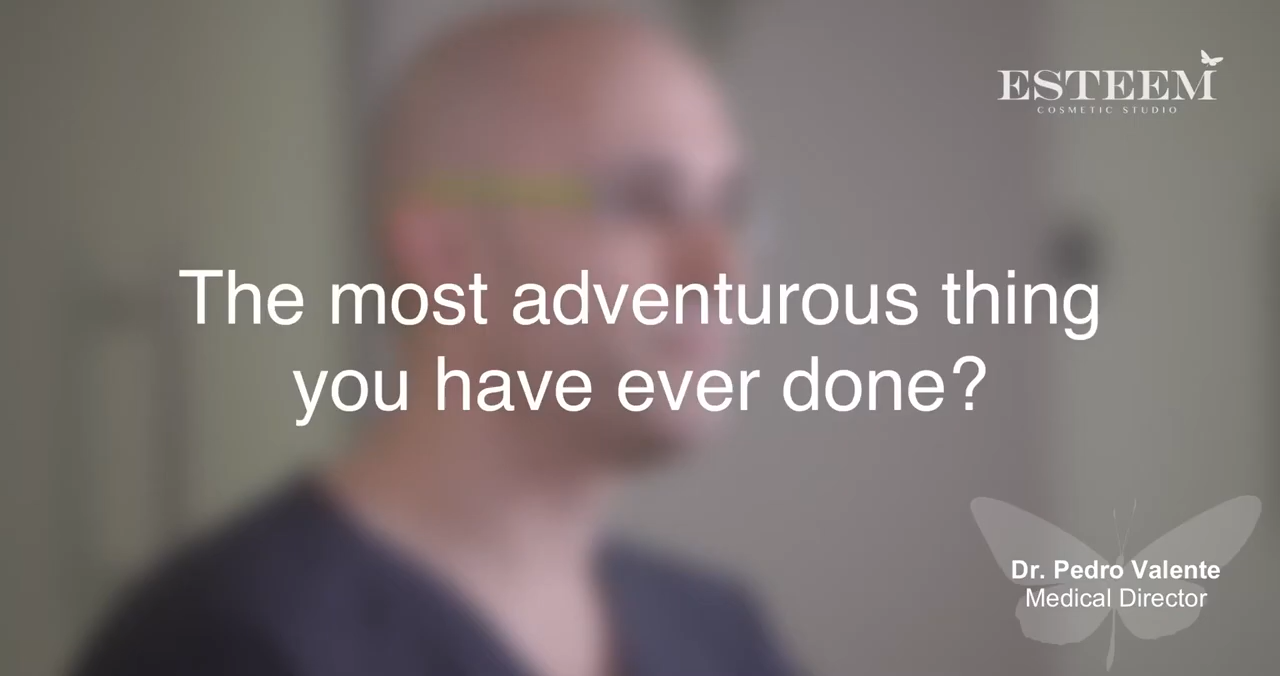 ESTEEM
COSMETIC STUDIO
The most adventurous thing
you have ever done?
Dr. Pedro Valente
Medical Director